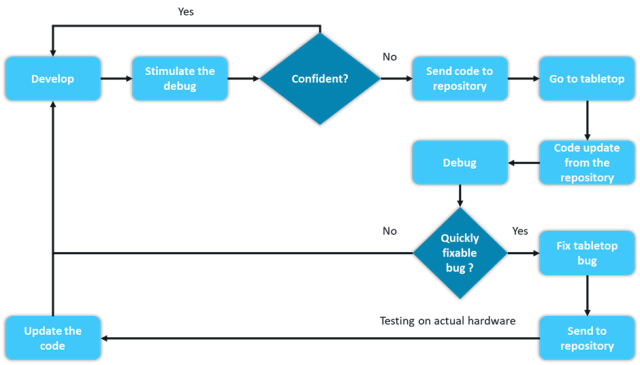 Yes
No
Develop
Stimulate the
debug
Confident?
Send code to
repository
Go to tabletop
Debug
Code update
from the
repository
No
Quickly
fixable
bug ?
Yes
Fix tabletop
bug
Testing on actual hardware
Update the
code
Send to
repository